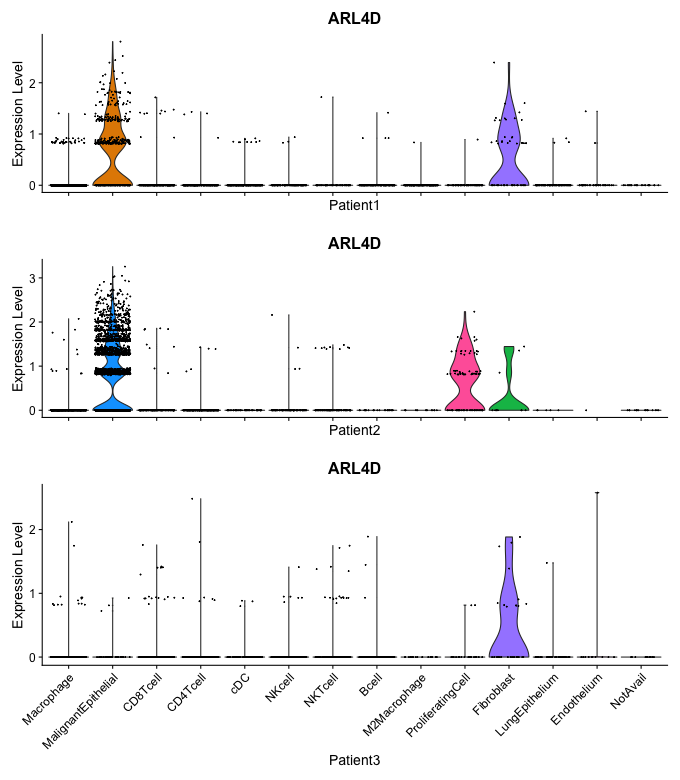 ARL4D
Expression Level
2
1
0
Patient1
ARL4D
Expression Level
3
2
1
0
Patient2
ARL4D
Expression Level
2
1
0
Macrophage
MalignantEpithelial
CD8Tcell
CD4Tcell
cDC
NKcell
NKTcell
Bcell
M2Macrophage
ProliferatingCell
Fibroblast
LungEpithelium
Endothelium
NotAvail
Patient3